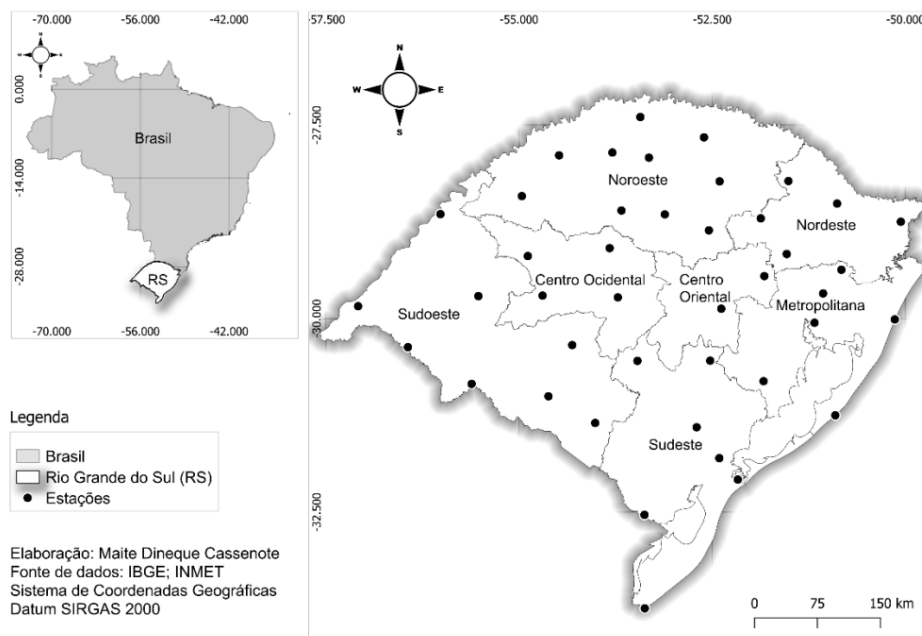 -70.000 -56.000 -42.000
N
W E
S
0.000
-14.000
-28.000
Brasil
RS
-70.000 -56.000 -42.000
Legenda
Brasil
Rio Grande do Sul (RS)
Estações
Elaboração: Maite Dineque Cassenote
Fonte de dados: IBGE; INMET
Sistema de Coordenadas Geográficas
Datum SIRGAS 2000
-57.500 -55.000 -52.500 -50.000
N
W E
S
-27.500
-30.000
-32.500
Noroeste
Nordeste
Centro Ocidental
Centro
Oriental
Metropolitana
Sudoeste
Sudeste
0 75 150 km